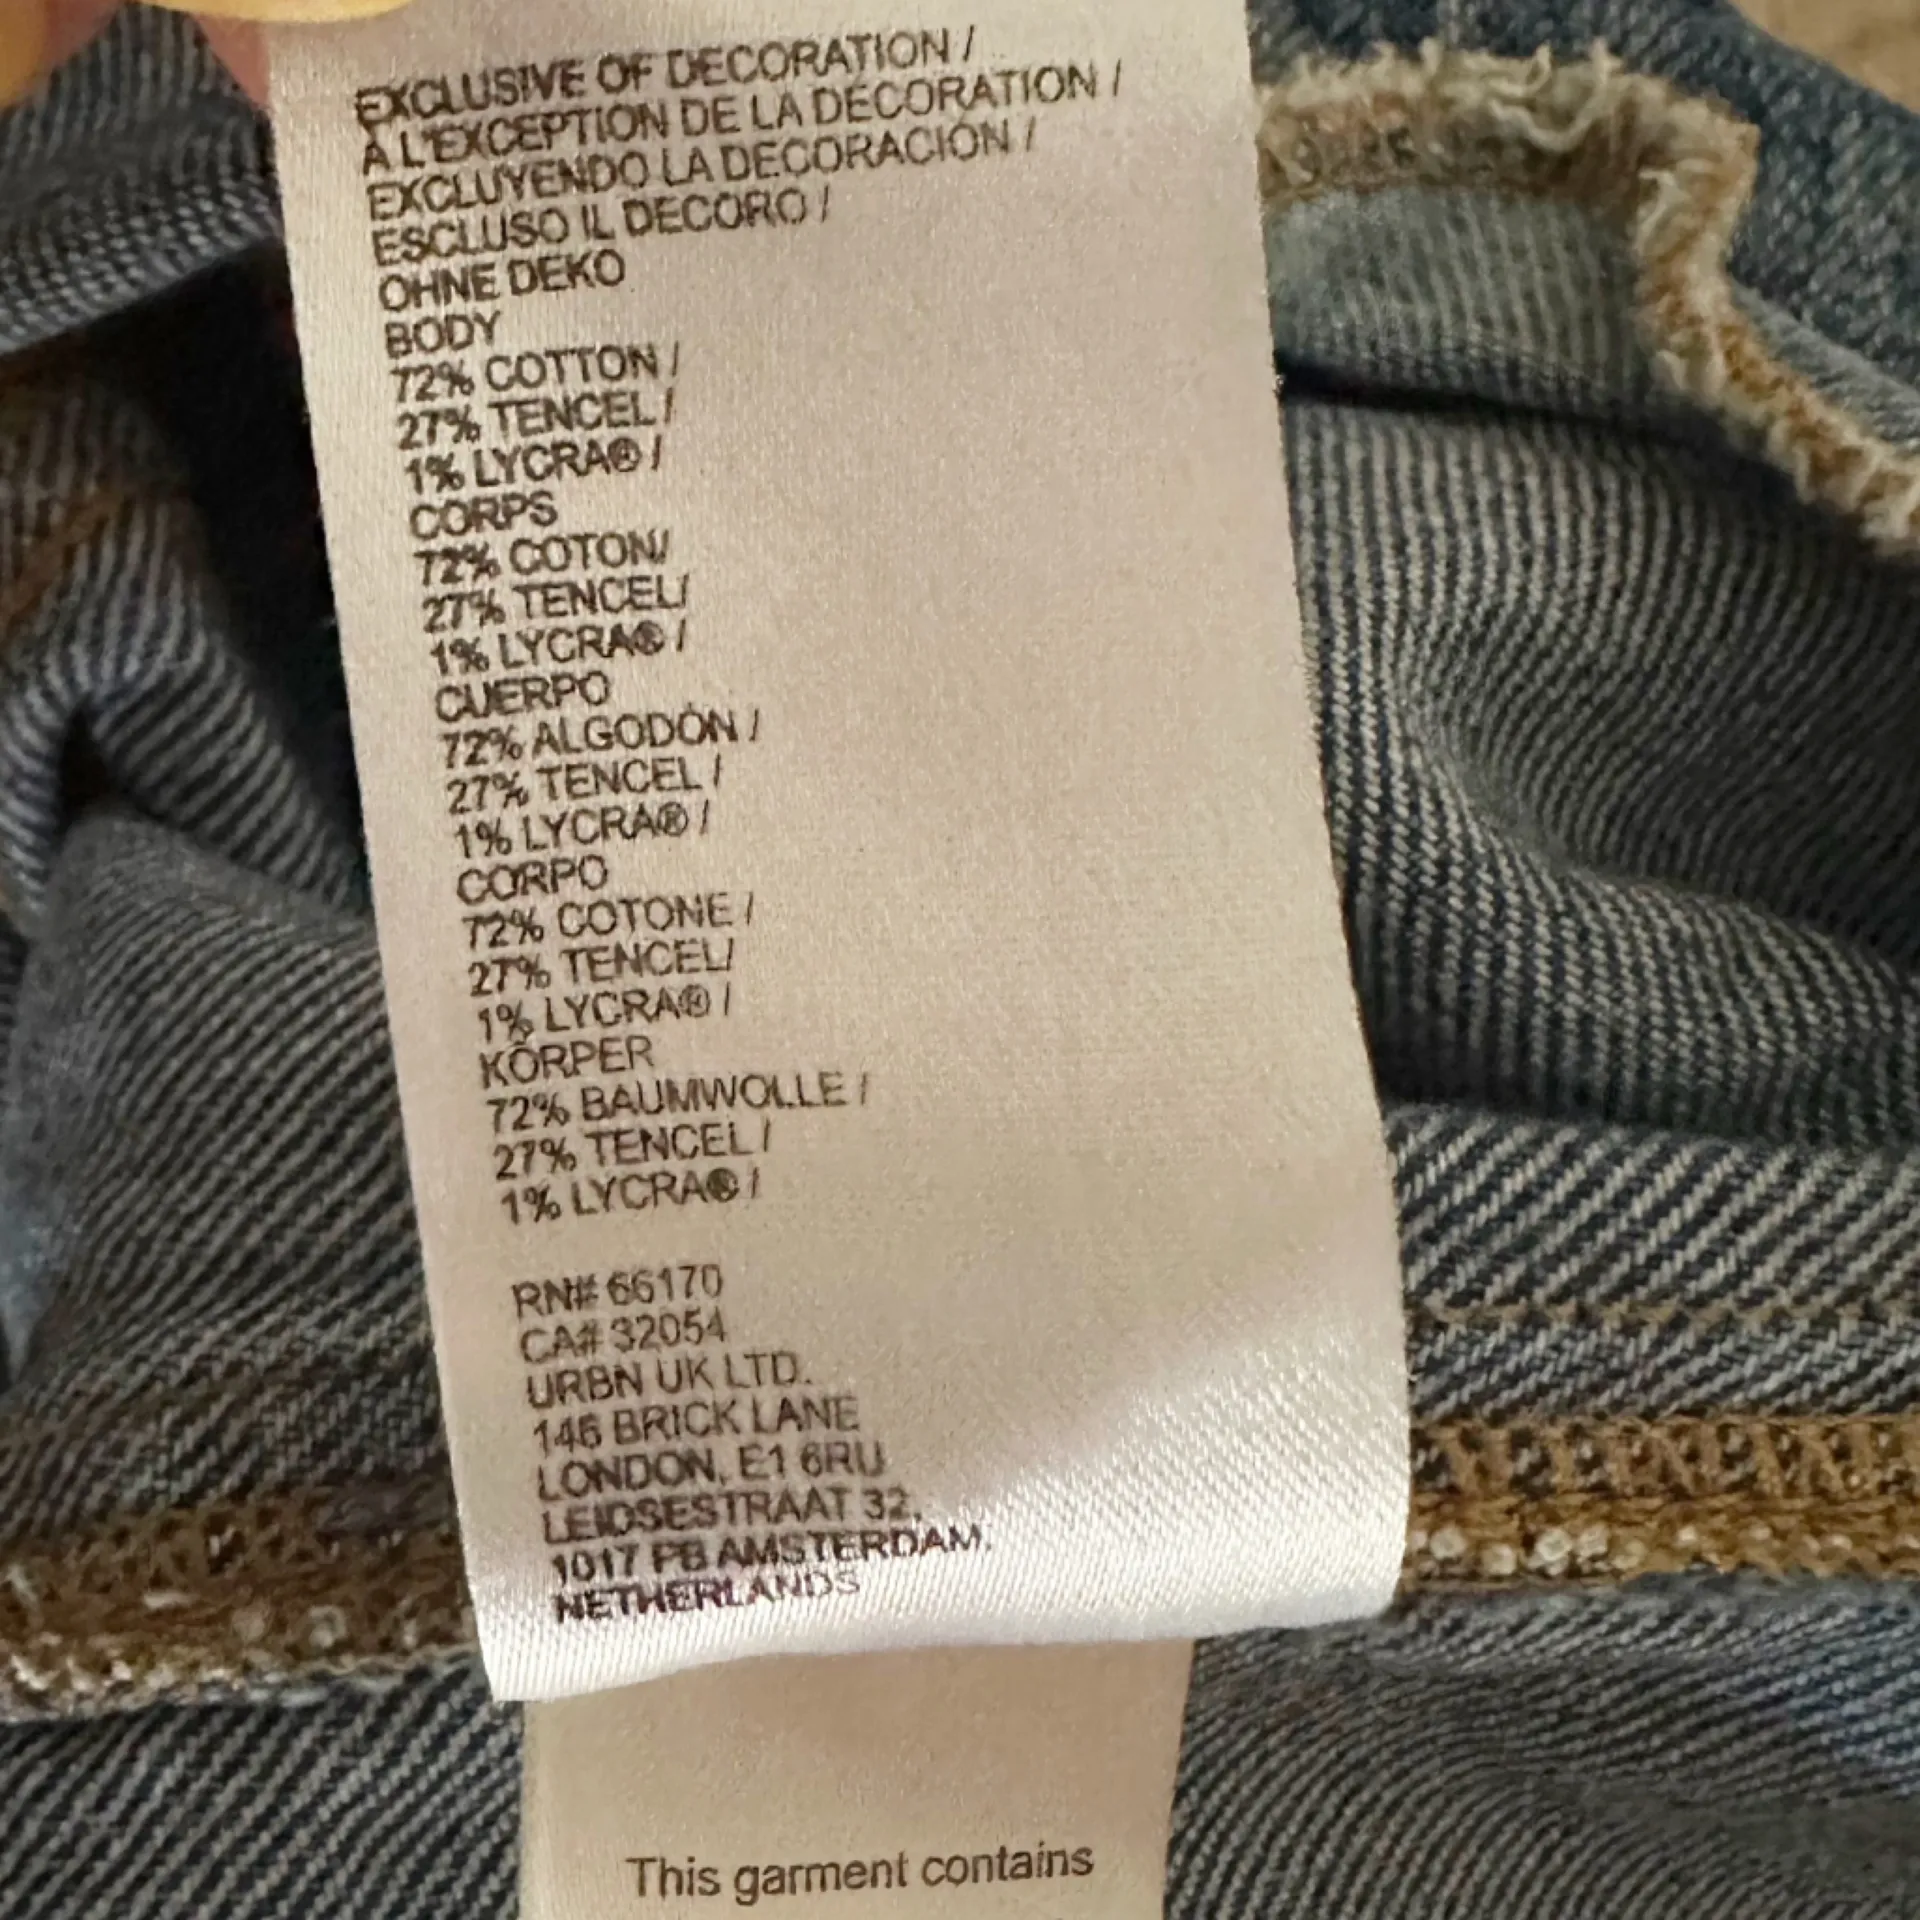 EXCLUSIVE OF DECORATION /
À L'EXCEPTION DE LA DÉCORATION /
EXCLUYENDO LA DECORACIÓN /
ESCLUSO IL DECORO /
OHNE DEKO
BODY
72% COTTON /
27% TENCEL /
1% LYCRA® /
CORPS
72% COTON/
27% TENCEL/
1% LYCRA® /
CUERPO
72% ALGODÓN /
27% TENCEL /
1% LYCRA® /
CORPO
72% COTONE /
27% TENCEL/
1% LYCRA® /
KÖRPER
72% BAUMWOLLE /
27% TENCEL /
1% LYCRA® /
RN# 66170
CA# 32054
URBN UK LTD.
146 BRICK LANE
LONDON, E1 6RU
LEIDSESTRAAT 32,
1017 PB AMSTERDAM,
NETHERLANDS
This garment contains